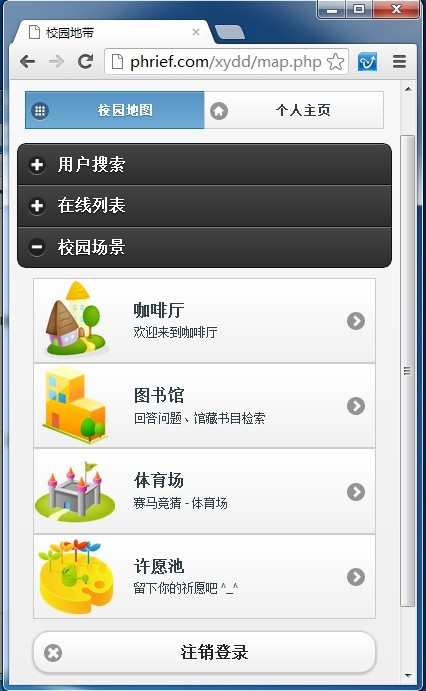 校园地带
phrief.com/xydd/map.php
校园地图
个人主页
用户搜索
在线列表
校园场景
咖啡厅
欢迎来到咖啡厅
图书馆
回答问题、馆藏书目检索
体育场
赛马竞猜 - 体育场
许愿池
留下你的祈愿吧 ^_^
注销登录